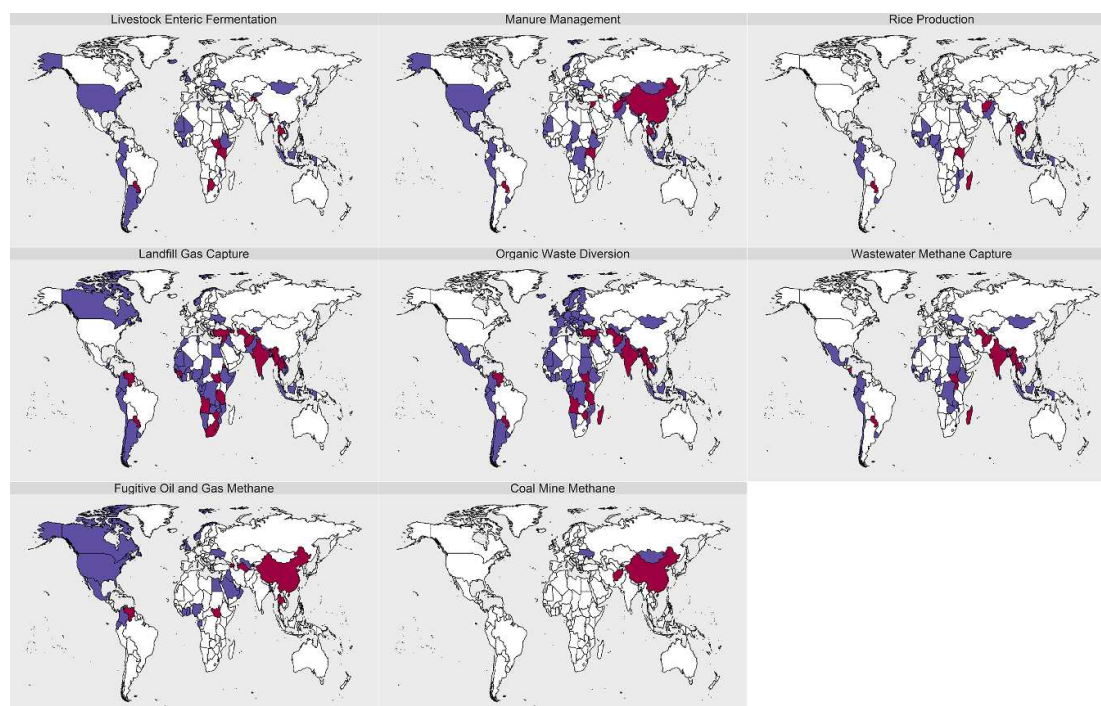 Livestock Enteric Fermentation
Manure Management
Rice Production
Landfill Gas Capture
Organic Waste Diversion
Wastewater Methane Capture
Fugitive Oil and Gas Methane
Coal Mine Methane